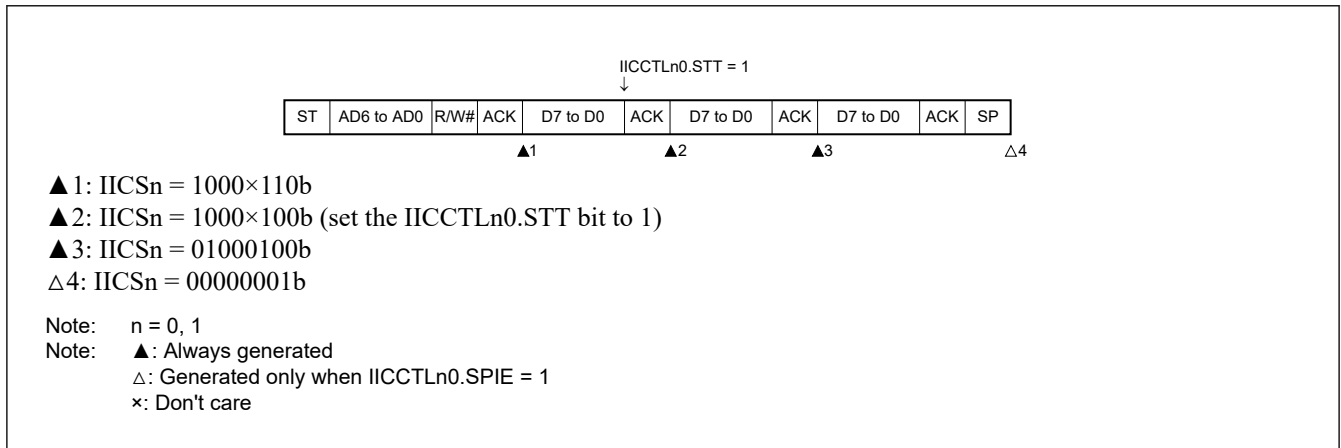 IICCTLn0.STT = 1
↓
ST AD6 to AD0 R/W# ACK D7 to D0 ACK D7 to D0 ACK D7 to D0 ACK SP
▲1 ▲2 ▲3 △4
▲1: IICSn = 1000×110b
▲2: IICSn = 1000×100b (set the IICCTLn0.STT bit to 1)
▲3: IICSn = 01000100b
△4: IICSn = 00000001b
Note: n = 0, 1
Note: ▲: Always generated
△: Generated only when IICCTLn0.SPIE = 1
×: Don't care